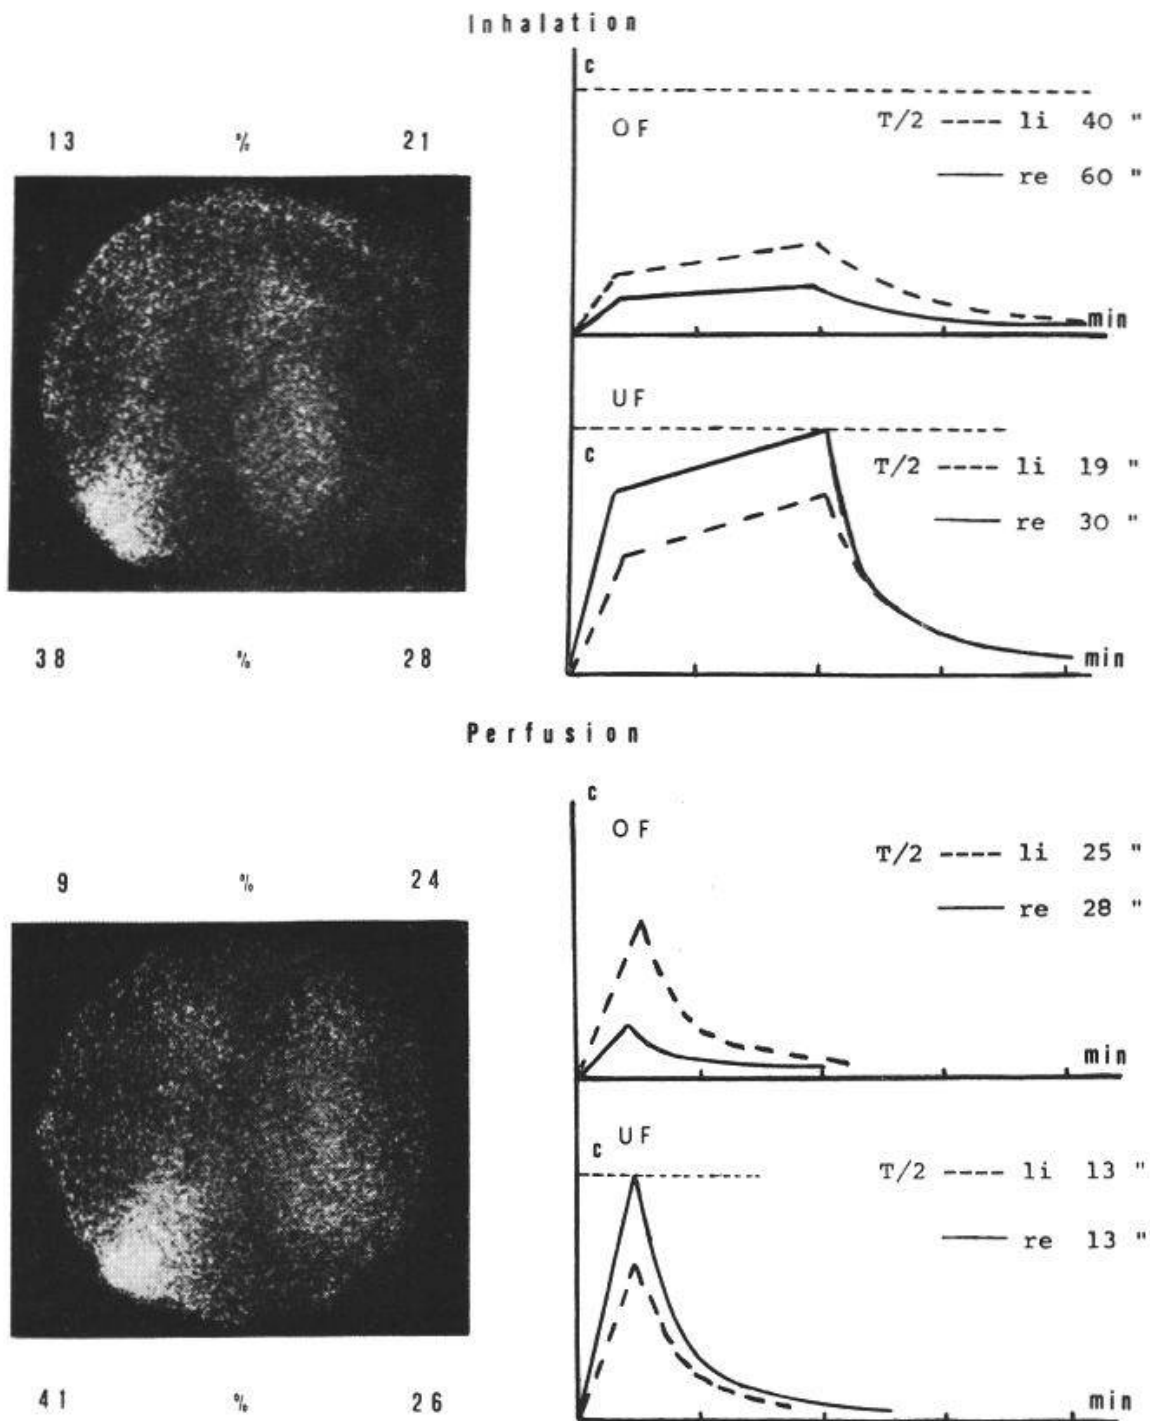 Inhalation
c
OF
T/2 ---- li 40 "
re 60 "
13 % 21
min
UF
c
T/2 ---- li 19 "
re 30 "
38 % 28
min
Perfusion
c
OF
T/2 ---- li 25 "
re 28 "
9 % 24
min
UF
c
T/2 ---- li 13 "
re 13 "
41 % 26
min